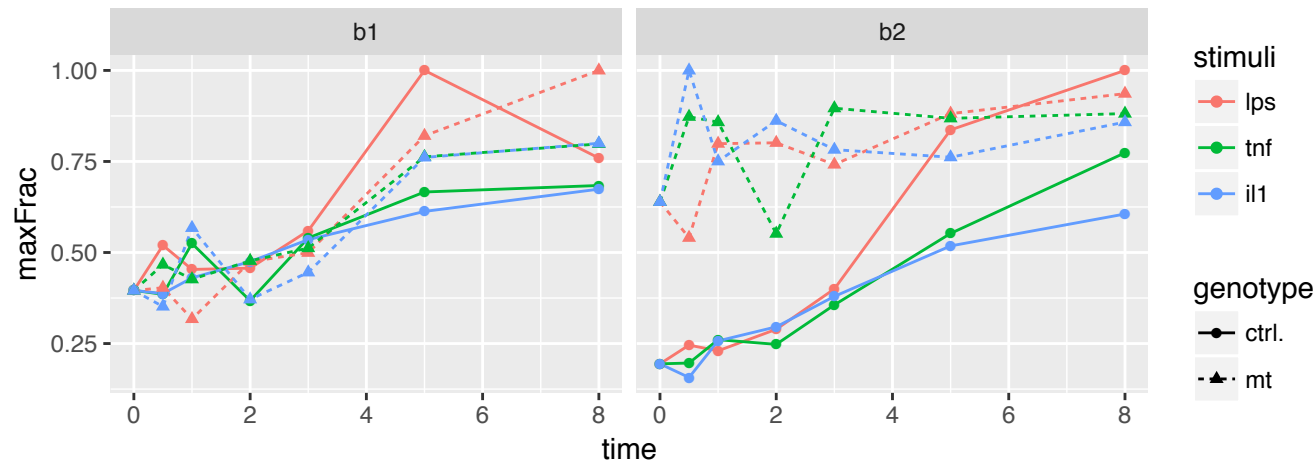 b1
b2
1.00
0.75
0.50
0.25
maxFrac
0 2 4 6 8
0 2 4 6 8
time
stimuli
lps
tnf
il1
genotype
ctrl.
mt